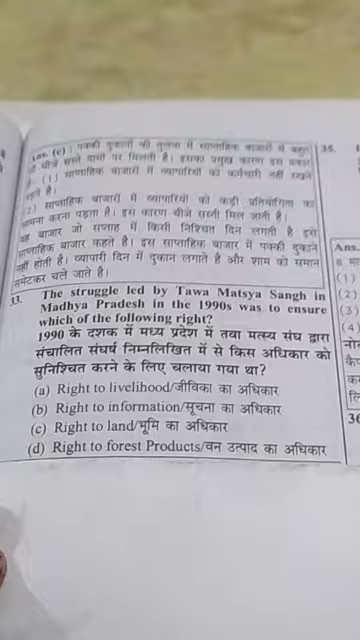 Ans. (c) : पक्की दुकानों की तुलना में साप्ताहिक बाजारों में बहुत 35.
सी चीजें सस्ते दामों पर मिलती है। इसका प्रमुख कारण इस प्रकार
(1) साप्ताहिक बाजारों में व्यापारियों को कर्मचारी नहीं रखने
पड़ते है।
(2) साप्ताहिक बाजारों में व्यापारियों को कड़ी प्रतियोगिता का
सामना करना पड़ता है। इस कारण चीजें सस्ती मिल जाती हैं।
वह बाजार जो सप्ताह में किसी निश्चित दिन लगती है इसे
साप्ताहिक बाजार कहते है। इस साप्ताहिक बाजार में पक्की दुकानें
नहीं होती है। व्यापारी दिन में दुकान लगाते है और शाम को समान
समेटकर चले जाते है।
33. The struggle led by Tawa Matsya Sangh in
Madhya Pradesh in the 1990s was to ensure
which of the following right?
1990 के दशक में मध्य प्रदेश में तवा मत्स्य संघ द्वारा
संचालित संघर्ष निम्नलिखित में से किस अधिकार को
सुनिश्चित करने के लिए चलाया गया था?
(a) Right to livelihood/जीविका का अधिकार
(b) Right to information/सूचना का अधिकार
(c) Right to land/भूमि का अधिकार
(d) Right to forest Products/वन उत्पाद का अधिकार
Ans.
(1)
(2)
(3)
(4)
36